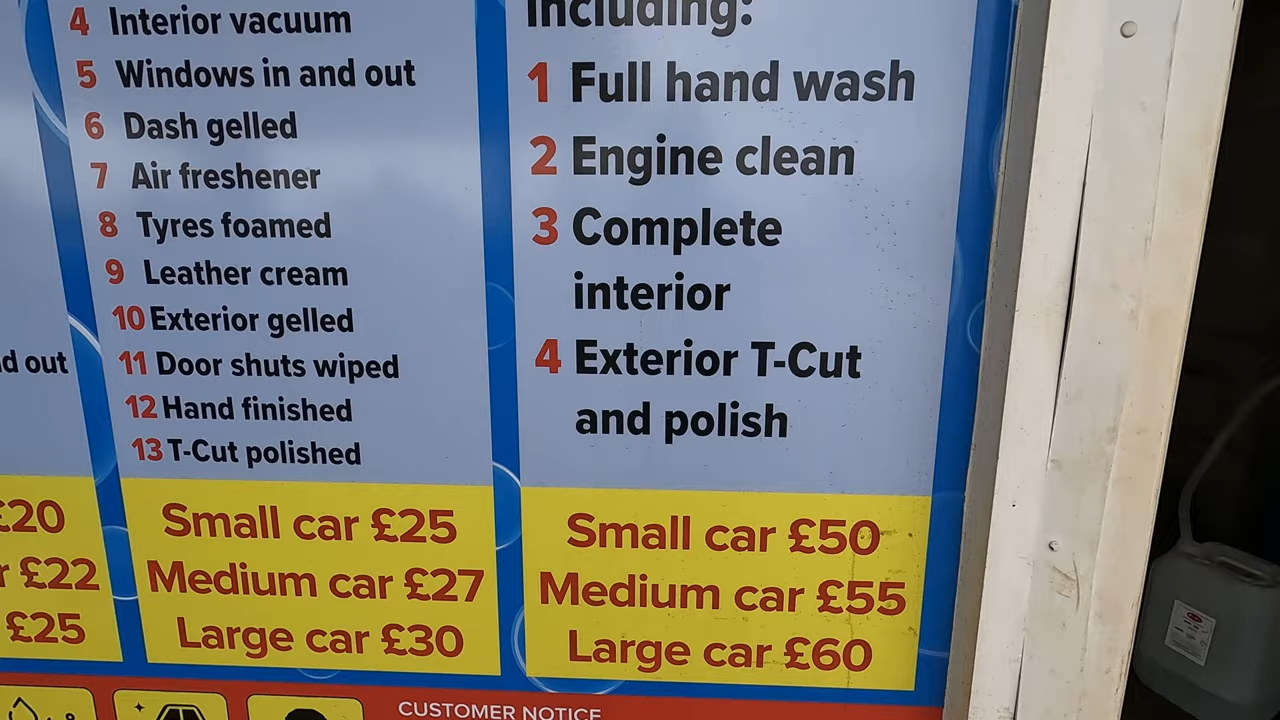 d out
£20
£22
£25
4 Interior vacuum
5 Windows in and out
6 Dash gelled
7 Air freshener
8 Tyres foamed
9 Leather cream
10 Exterior gelled
11 Door shuts wiped
12 Hand finished
13 T-Cut polished
Small car £25
Medium car £27
Large car £30
including:
1 Full hand wash
2 Engine clean
3 Complete
interior
4 Exterior T-Cut
and polish
Small car £50
Medium car £55
Large car £60
CUSTOMER NOTICE